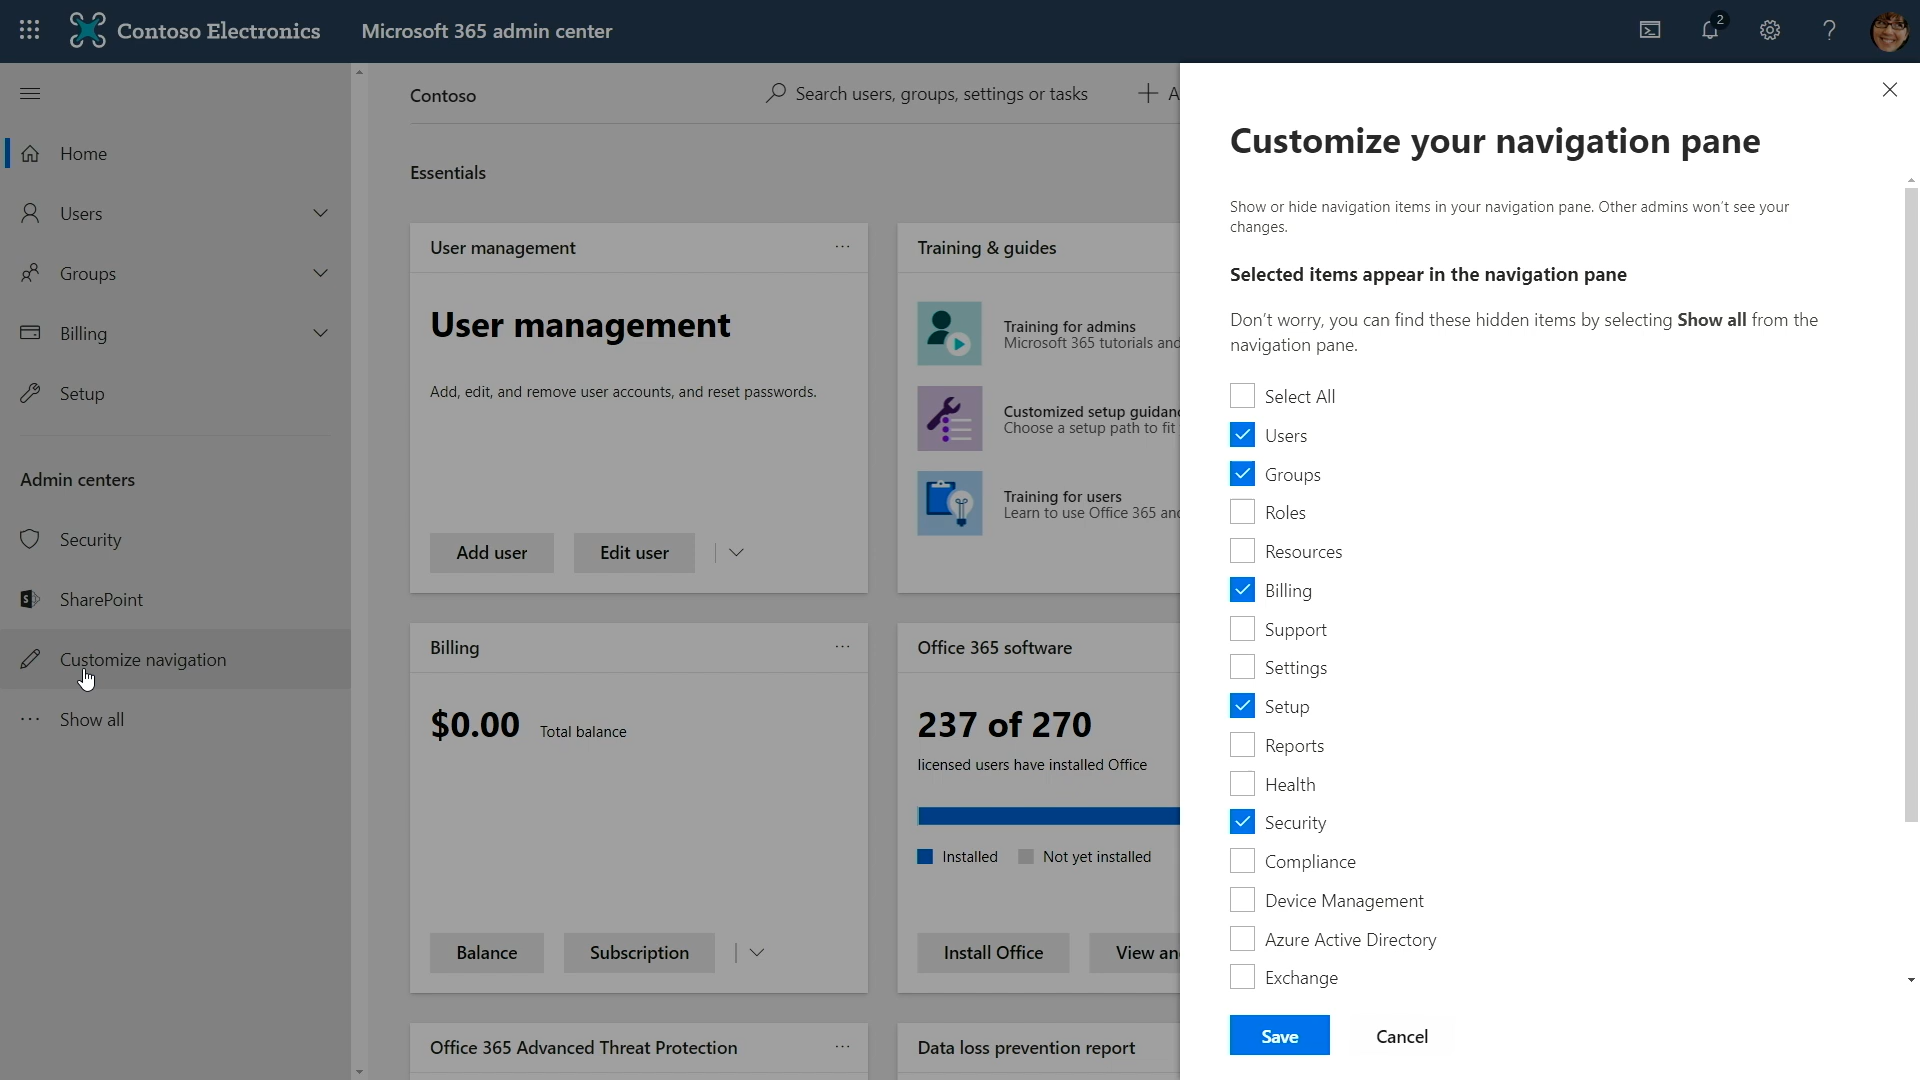 Contoso Electronics
Microsoft 365 admin center
2
Home
Users
Groups
Billing
Setup
Admin centers
Security
SharePoint
Customize navigation
Show all
Contoso
Search users, groups, settings or tasks
Essentials
User management
User management
Add, edit, and remove user accounts, and reset passwords.
Add user
Edit user
Training & guides
Training for admins
Microsoft 365 tutorials and
Customized setup guidan
Choose a setup path to fit
Training for users
Learn to use Office 365 and
Billing
$0.00 Total balance
Balance
Subscription
Office 365 software
237 of 270
licensed users have installed Office
Installed
Not yet installed
Install Office
View an
Office 365 Advanced Threat Protection
Data loss prevention report
Customize your navigation pane
Show or hide navigation items in your navigation pane. Other admins won't see your
changes.
Selected items appear in the navigation pane
Don't worry, you can find these hidden items by selecting Show all from the
navigation pane.
Select All
Users
Groups
Roles
Resources
Billing
Support
Settings
Setup
Reports
Health
Security
Compliance
Device Management
Azure Active Directory
Exchange
Save
Cancel